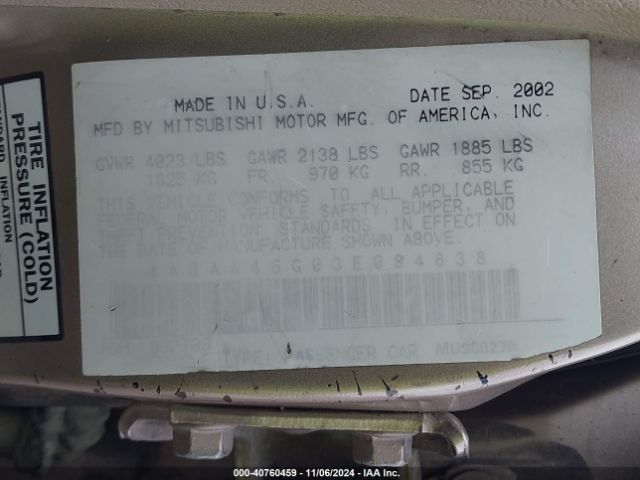 MADE IN U.S.A. DATE SEP. 2002
MFD BY MITSUBISHI MOTOR MFG. OF AMERICA, INC.
GVWR 4023 LBS GAWR 2138 LBS GAWR 1885 LBS
1825 KG FR. 970 KG RR. 855 KG
THIS VEHICLE CONFORMS TO ALL APPLICABLE
FEDERAL MOTOR VEHICLE SAFETY, BUMPER, AND
THEFT PREVENTION STANDARDS IN EFFECT ON
THE DATE OF MANUFACTURE SHOWN ABOVE.
4A3AA46G03E084838
TYPE: PASSENGER CAR
TIRE INFLATION
PRESSURE (COLD)
STANDARD INFLATION
000-40760459 - 11/06/2024 - IAA Inc.